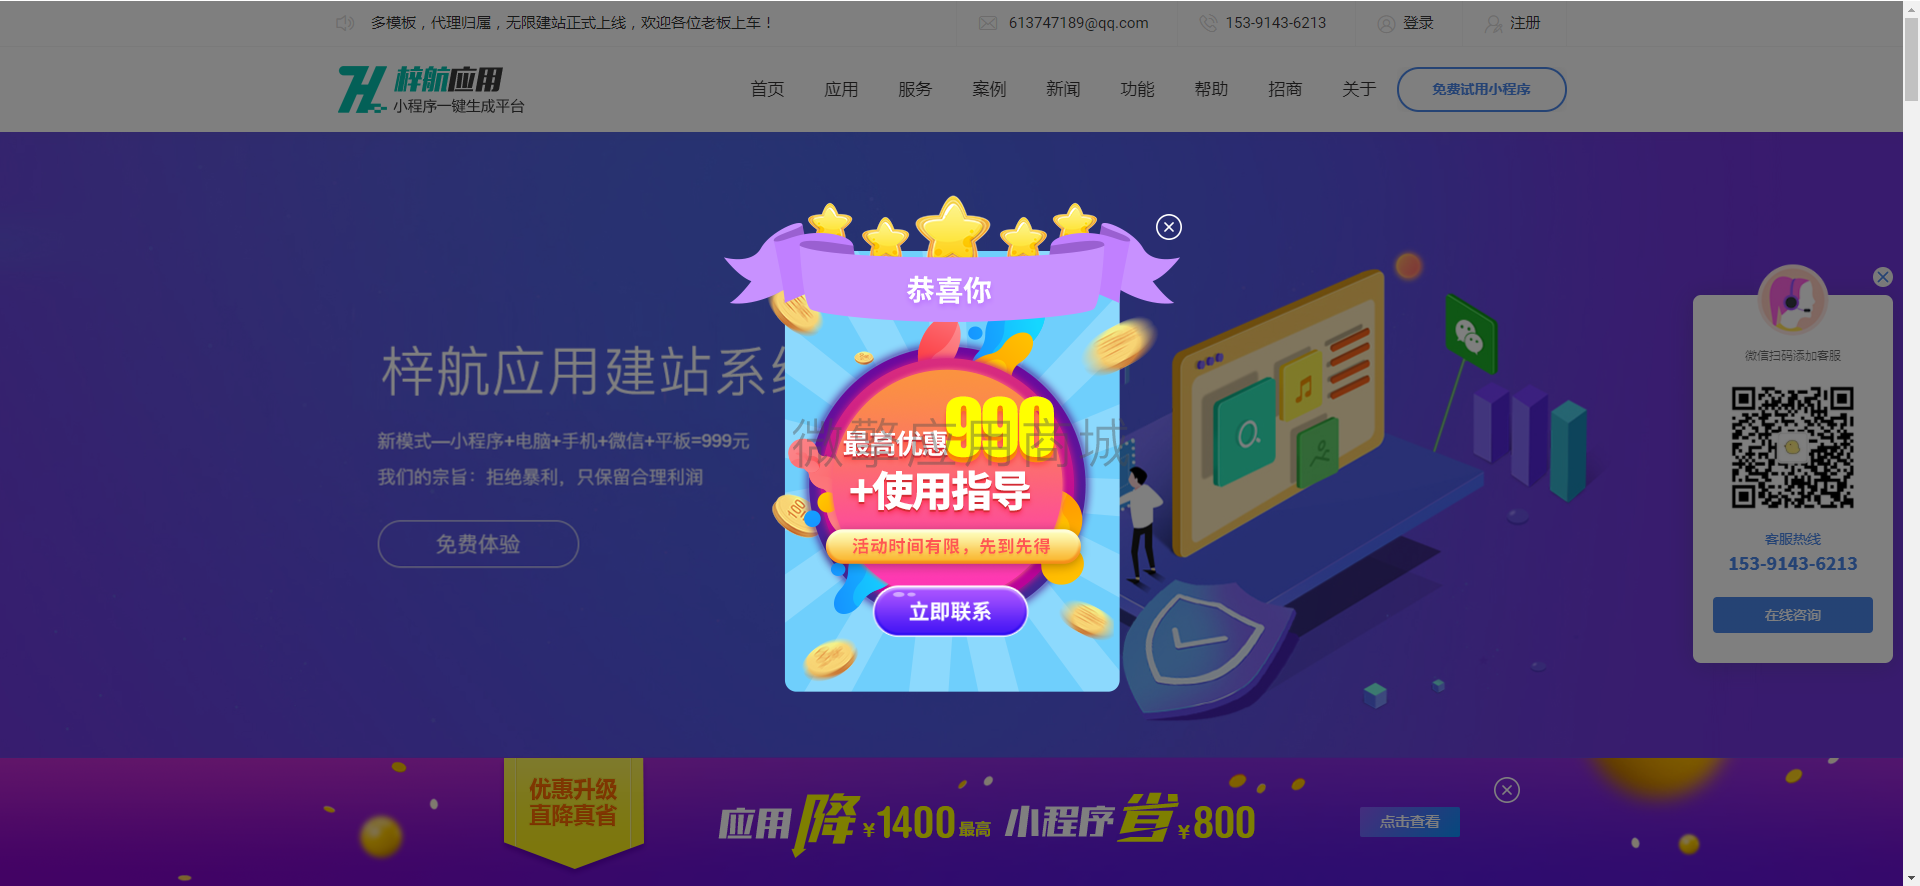 多模板，代理归属，无限建站正式上线，欢迎各位老板上车！
613747189@qq.com
153-9143-6213
登录
注册
梓航应用
小程序一键生成平台
首页
应用
服务
案例
新闻
功能
帮助
招商
关于
免费试用小程序
恭喜你
梓航应用建站系
新模式—小程序+电脑+手机+微信+平板=999元
我们的宗旨：拒绝暴利，只保留合理利润
免费体验
最高优惠990
+使用指导
活动时间有限，先到先得
立即联系
微擎应用商城
100
微信扫码添加客服
客服热线
153-9143-6213
在线咨询
优惠升级
直降真省
应用降¥1400最高 小程序省¥800
点击查看